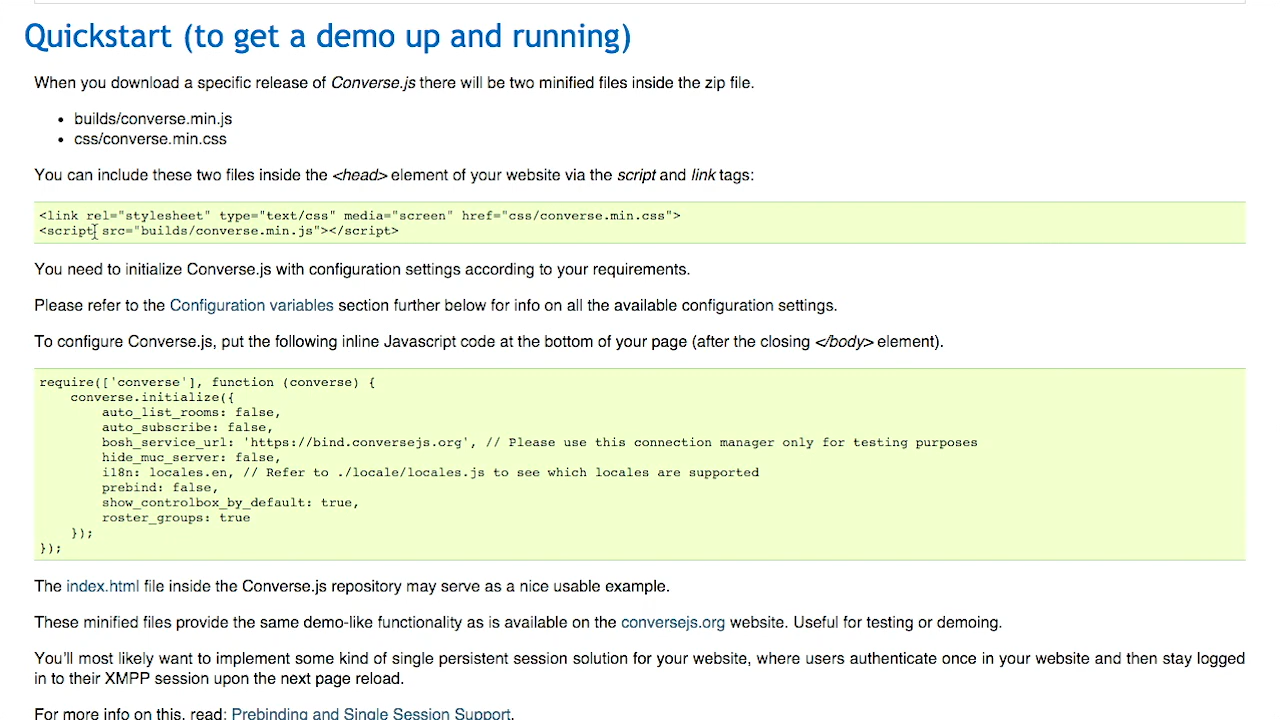 Quickstart (to get a demo up and running)
When you download a specific release of Converse.js there will be two minified files inside the zip file.
• builds/converse.min.js
• css/converse.min.css
You can include these two files inside the <head> element of your website via the script and link tags:
<link rel="stylesheet" type="text/css" media="screen" href="css/converse.min.css">
<script src="builds/converse.min.js"></script>
You need to initialize Converse.js with configuration settings according to your requirements.
Please refer to the Configuration variables section further below for info on all the available configuration settings.
To configure Converse.js, put the following inline Javascript code at the bottom of your page (after the closing </body> element).
require(['converse'], function (converse) {
    converse.initialize({
        auto_list_rooms: false,
        auto_subscribe: false,
        bosh_service_url: 'https://bind.conversejs.org', // Please use this connection manager only for testing purposes
        hide_muc_server: false,
        i18n: locales.en, // Refer to ./locale/locales.js to see which locales are supported
        prebind: false,
        show_controlbox_by_default: true,
        roster_groups: true
    });
});
The index.html file inside the Converse.js repository may serve as a nice usable example.
These minified files provide the same demo-like functionality as is available on the conversejs.org website. Useful for testing or demoing.
You'll most likely want to implement some kind of single persistent session solution for your website, where users authenticate once in your website and then stay logged
in to their XMPP session upon the next page reload.
For more info on this, read: Prebinding and Single Session Support.